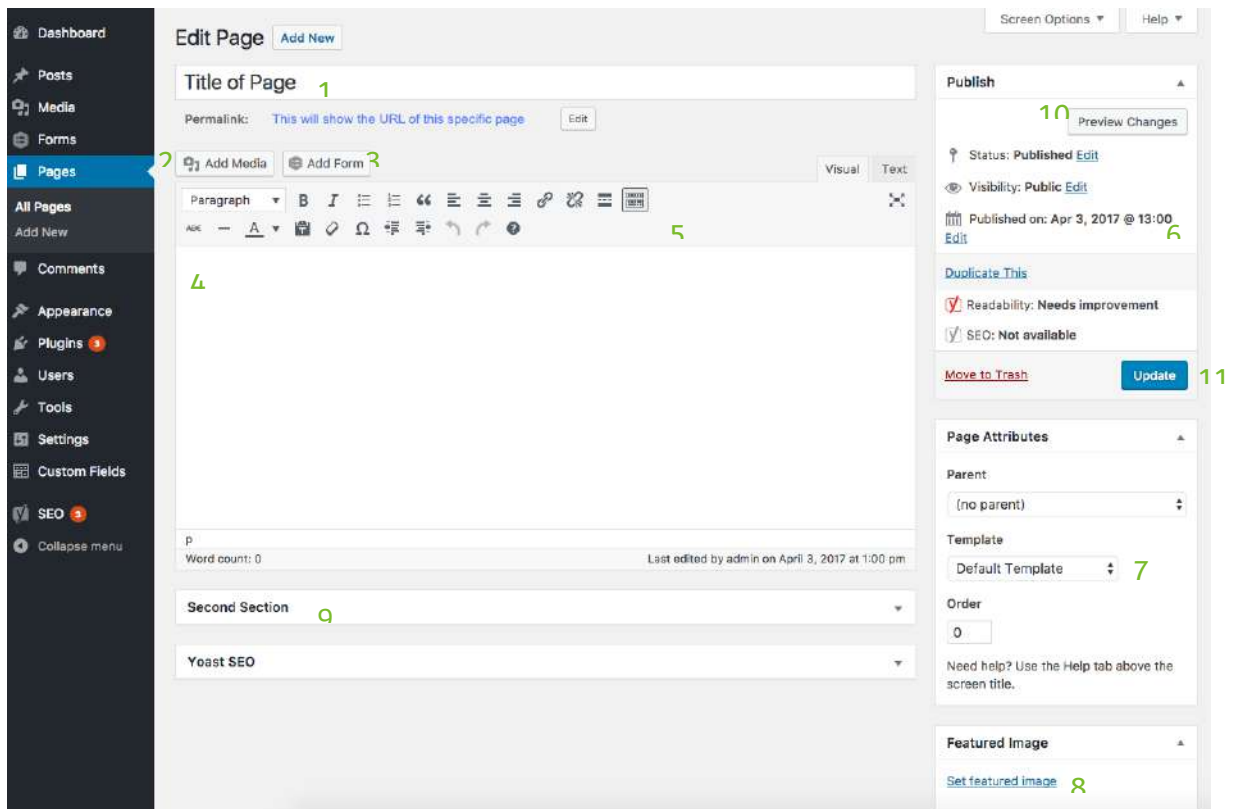 Dashboard
Posts
Media
Forms
Pages
All Pages
Add New
Comments
Appearance
Plugins 3
Users
Tools
Settings
Custom Fields
SEO 3
Collapse menu
Screen Options Help
Edit Page Add New
Title of Page 1
Permalink: This will show the URL of this specific page Edit
2 Add Media Add Form 3
Visual Text
Paragraph B I
ABC A Ω 5
4
P
Word count: 0 Last edited by admin on April 3, 2017 at 1:00 pm
Second Section 9
Yoast SEO
Publish
10 Preview Changes
Status: Published Edit
Visibility: Public Edit
Published on: Apr 3, 2017 @ 13:00 6
Edit
Duplicate This
Readability: Needs improvement
SEO: Not available
Move to Trash Update 11
Page Attributes
Parent
(no parent)
Template
Default Template 7
Order
0
Need help? Use the Help tab above the
screen title.
Featured Image
Set featured image 8